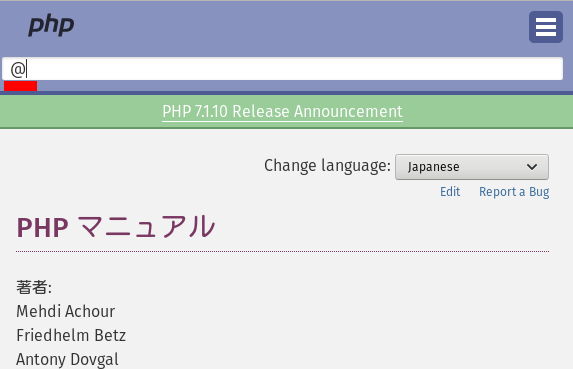 php
@
PHP 7.1.10 Release Announcement
Change language: Japanese
Edit Report a Bug
PHP マニュアル
著者:
Mehdi Achour
Friedhelm Betz
Antony Dovgal